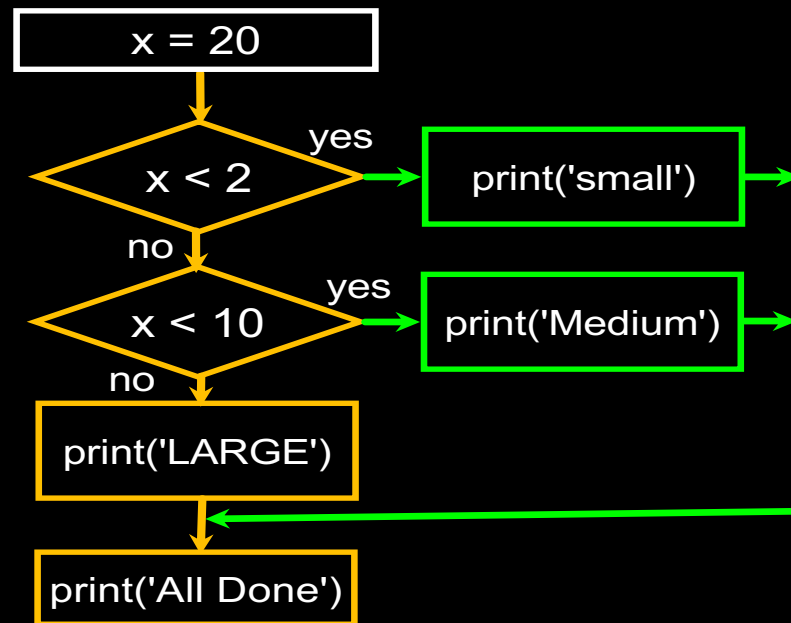 x = 20
yes
x < 2
print('small')
no
yes
x < 10
print('Medium')
no
print('LARGE')
print('All Done')